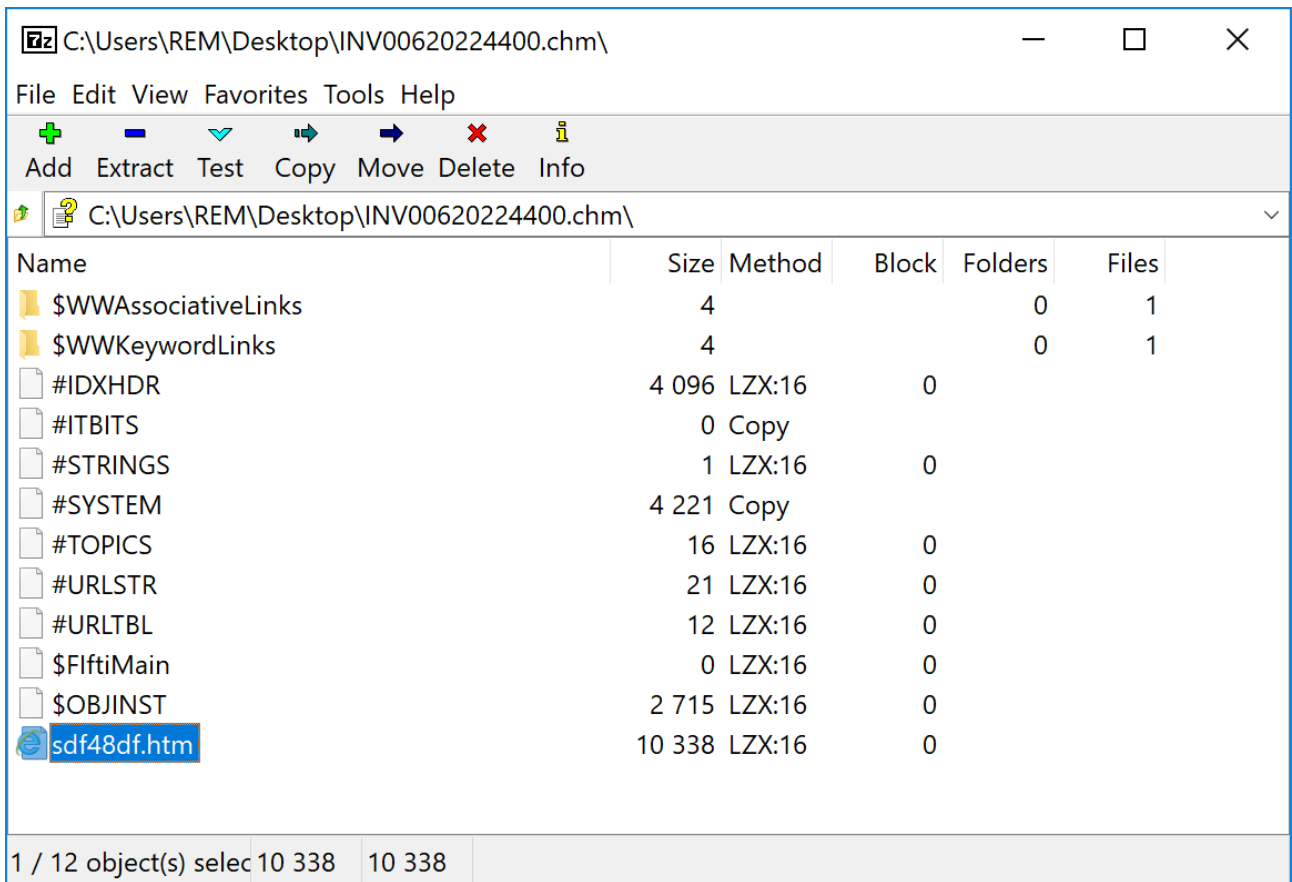 7z C:\Users\REM\Desktop\INV00620224400.chm\
File Edit View Favorites Tools Help
Add Extract Test Copy Move Delete Info
C:\Users\REM\Desktop\INV00620224400.chm\
Name Size Method Block Folders Files
$WWAssociativeLinks 4 0 1
$WWKeywordLinks 4 0 1
#IDXHDR 4 096 LZX:16 0
#ITBITS 0 Copy
#STRINGS 1 LZX:16 0
#SYSTEM 4 221 Copy
#TOPICS 16 LZX:16 0
#URLSTR 21 LZX:16 0
#URLTBL 12 LZX:16 0
$FIftiMain 0 LZX:16 0
$OBJINST 2 715 LZX:16 0
sdf48df.htm 10 338 LZX:16 0
1 / 12 object(s) selec 10 338 10 338